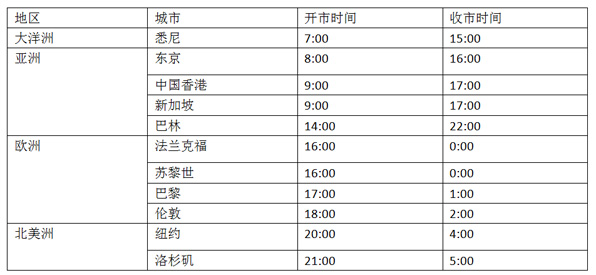 地区 城市 开市时间 收市时间
大洋洲 悉尼 7:00 15:00
亚洲 东京 8:00 16:00
中国香港 9:00 17:00
新加坡 9:00 17:00
巴林 14:00 22:00
欧洲 法兰克福 16:00 0:00
苏黎世 16:00 0:00
巴黎 17:00 1:00
伦敦 18:00 2:00
北美洲 纽约 20:00 4:00
洛杉矶 21:00 5:00